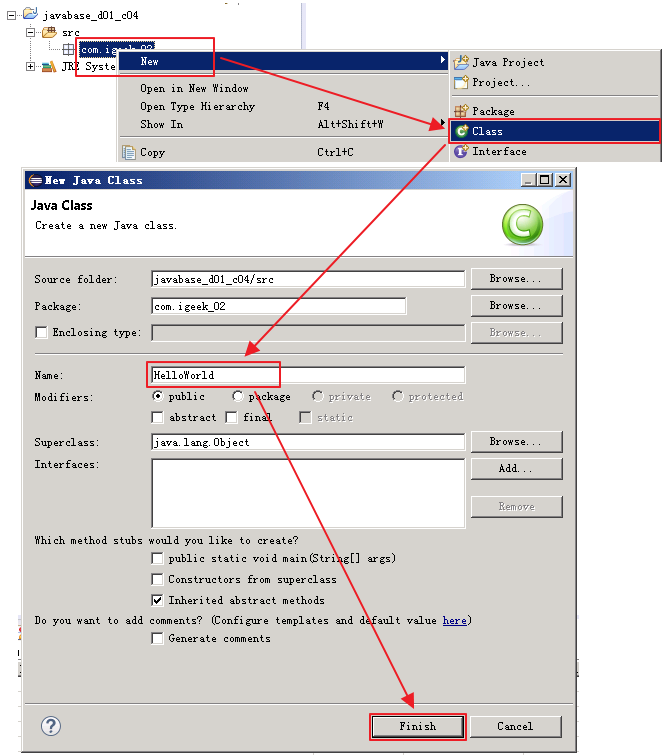 javabase_d01_c04
src
com.igeek_02
JRE Syste
New
Open in New Window
Open Type Hierarchy F4
Show In Alt+Shift+W
Copy Ctrl+C
Java Project
Project...
Package
Class
Interface
New Java Class
Java Class
Create a new Java class.
Source folder: javabase_d01_c04/src Browse...
Package: com.igeek_02 Browse...
Enclosing type: Browse...
Name: HelloWorld
Modifiers: public package private protected
abstract final static
Superclass: java.lang.Object Browse...
Interfaces: Add...
Remove
Which method stubs would you like to create?
public static void main(String[] args)
Constructors from superclass
Inherited abstract methods
Do you want to add comments? (Configure templates and default value here)
Generate comments
Finish Cancel